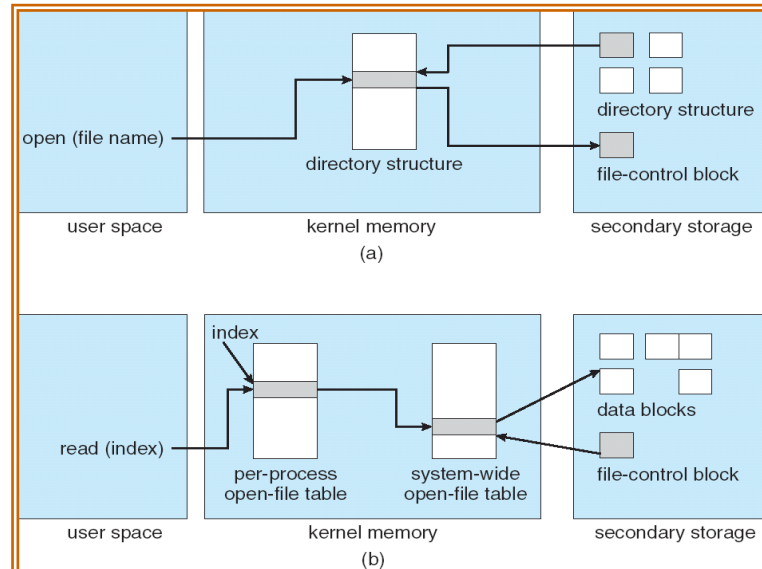 open (file name)
directory structure
directory structure
file-control block
user space
kernel memory
secondary storage
(a)
index
read (index)
per-process
open-file table
system-wide
open-file table
data blocks
file-control block
user space
kernel memory
secondary storage
(b)